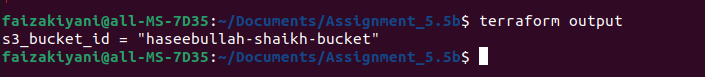 faizakiyani@all-MS-7D35:~/Documents/Assignment_5.5b$ terraform output
s3_bucket_id = "haseebullah-shaikh-bucket"
faizakiyani@all-MS-7D35:~/Documents/Assignment_5.5b$